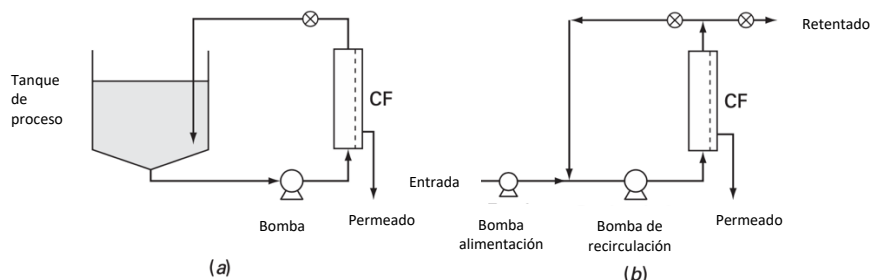 Tanque
de
proceso
CF
Bomba
Permeado
(a)
Retentado
CF
Entrada
Bomba
alimentación
Bomba de
recirculación
Permeado
(b)